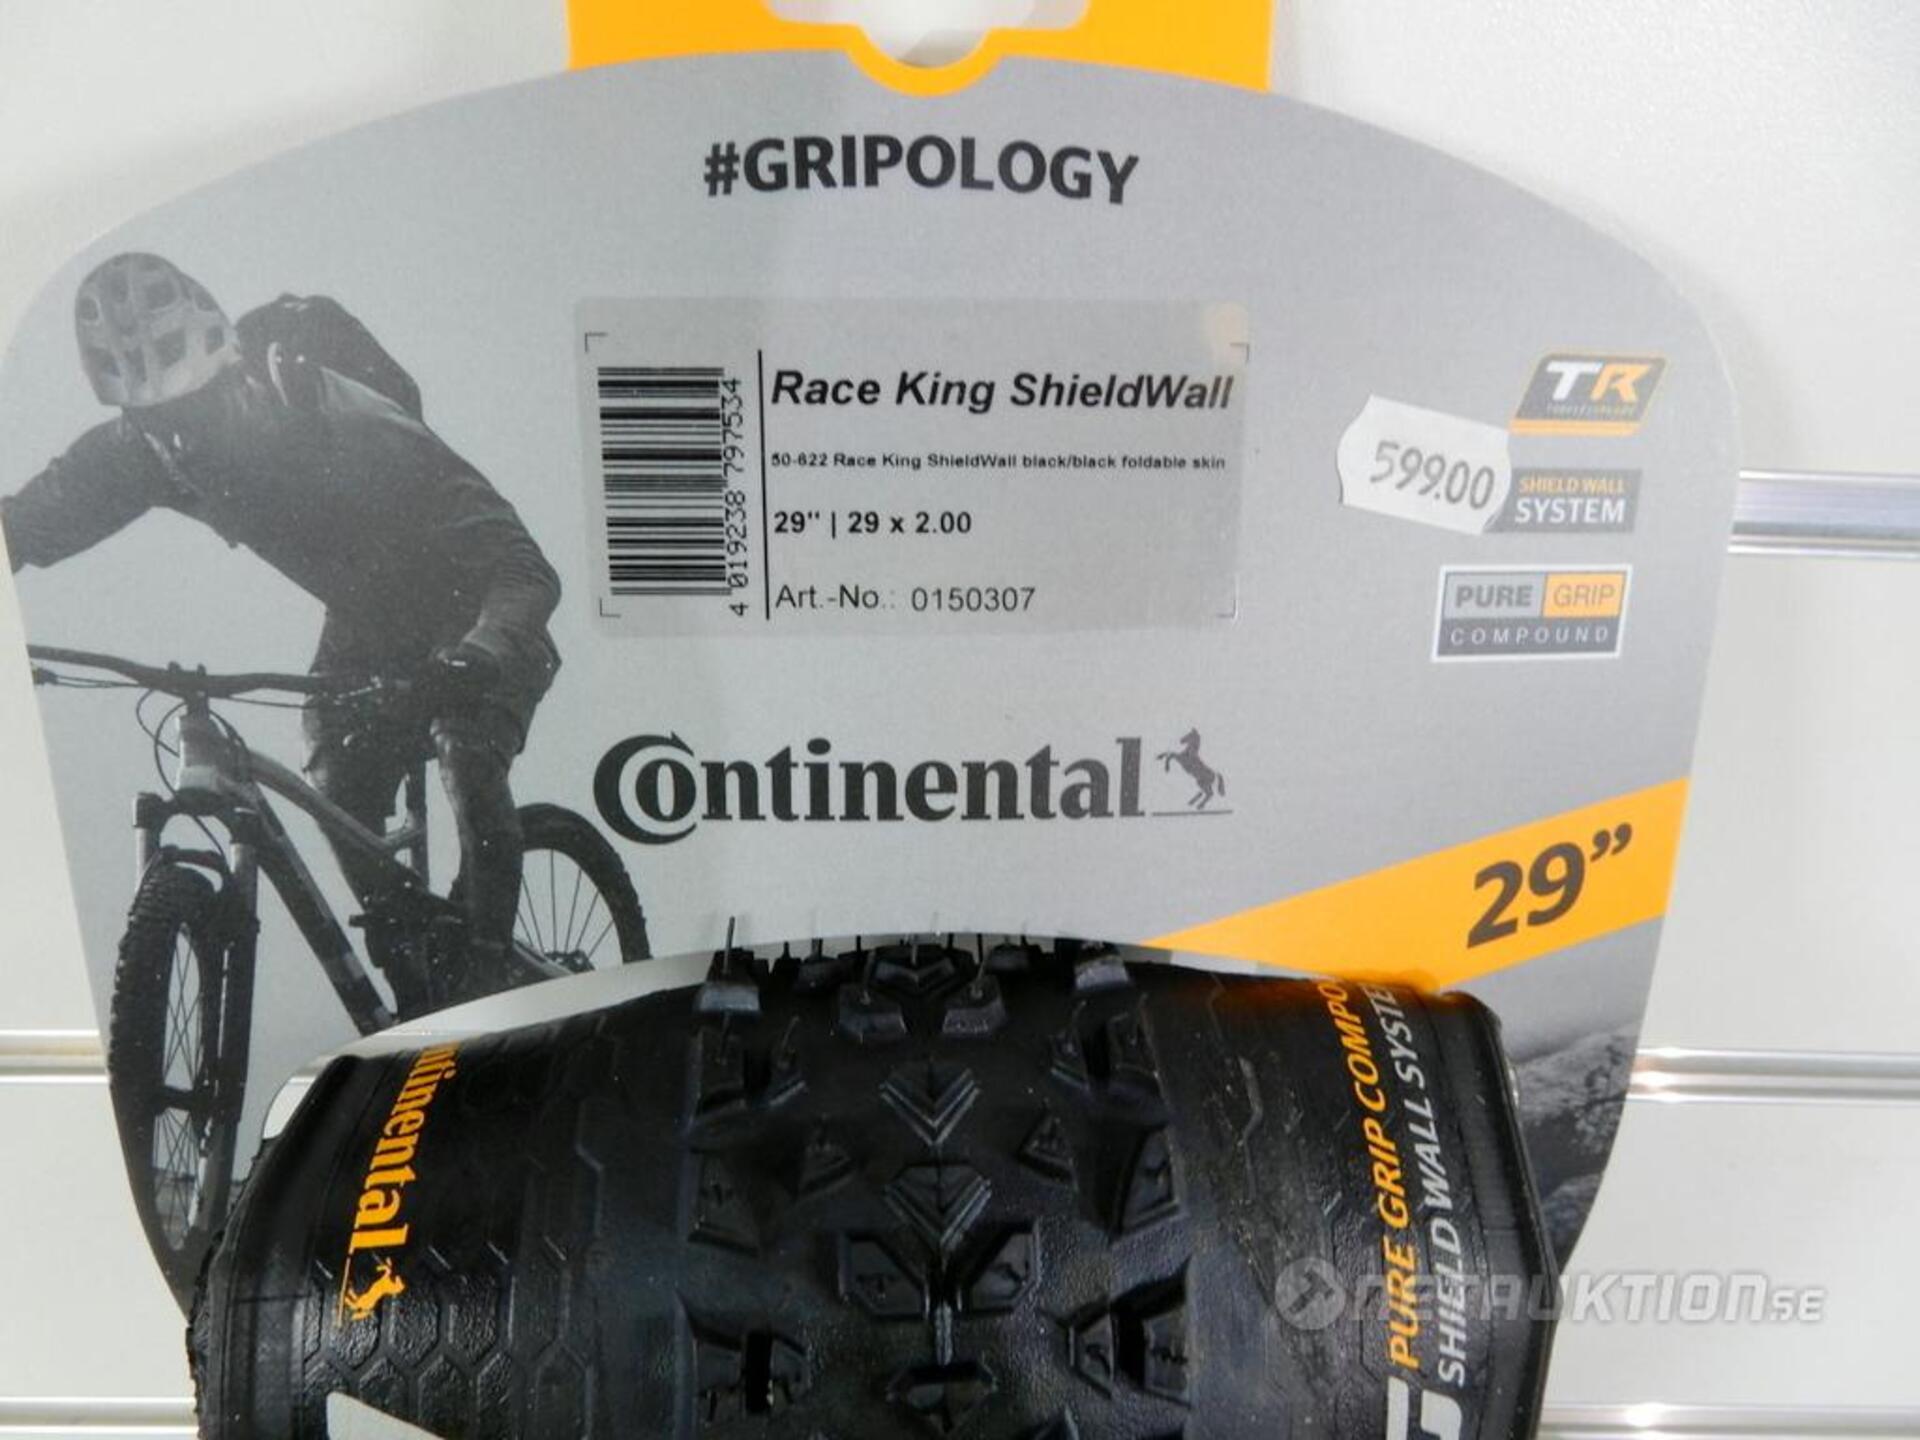 #GRIPOLOGY
4 019238 797534
Race King ShieldWall
50-622 Race King ShieldWall black/black foldable skin
29" | 29 x 2.00
Art.-No.: 0150307
599.00
TR
SHIELD WALL
SYSTEM
PURE GRIP
COMPOUND
Continental
29”
ontinental
PURE GRIP COMPO
SHIELD WALL SYSTE
NETAUKTION.SE